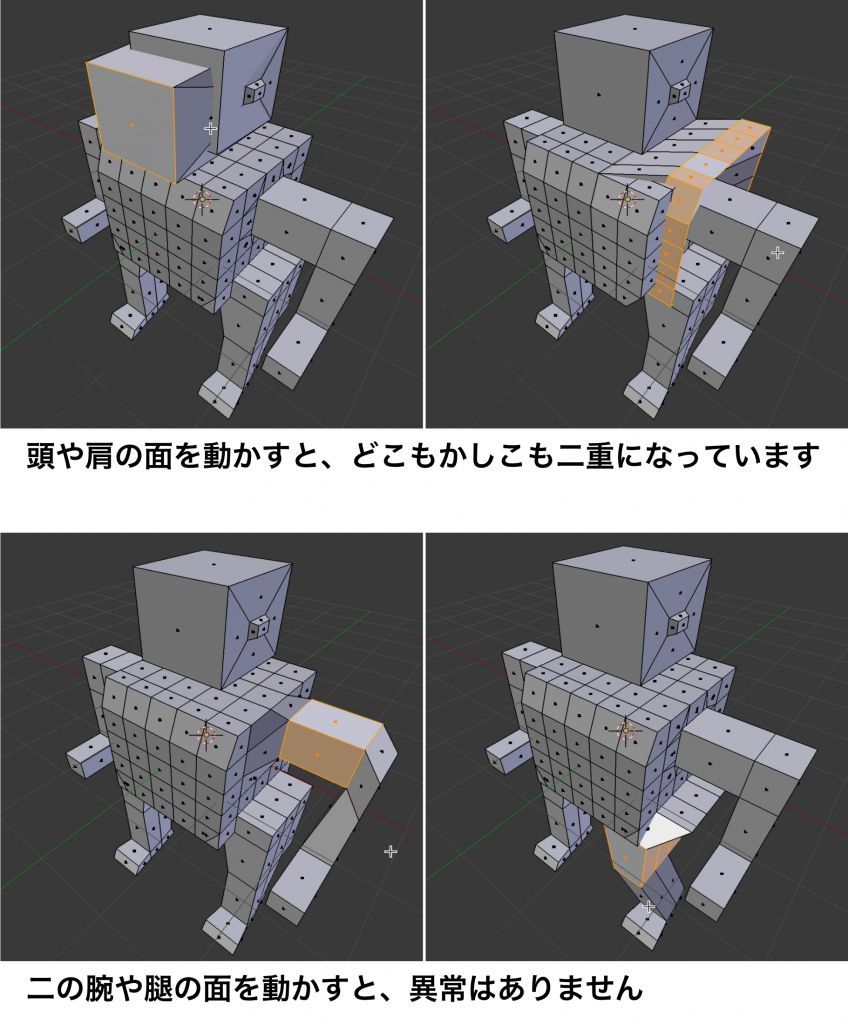 頭や肩の面を動かすと、どこもかしこも二重になっています
二の腕や腿の面を動かすと、異常はありません